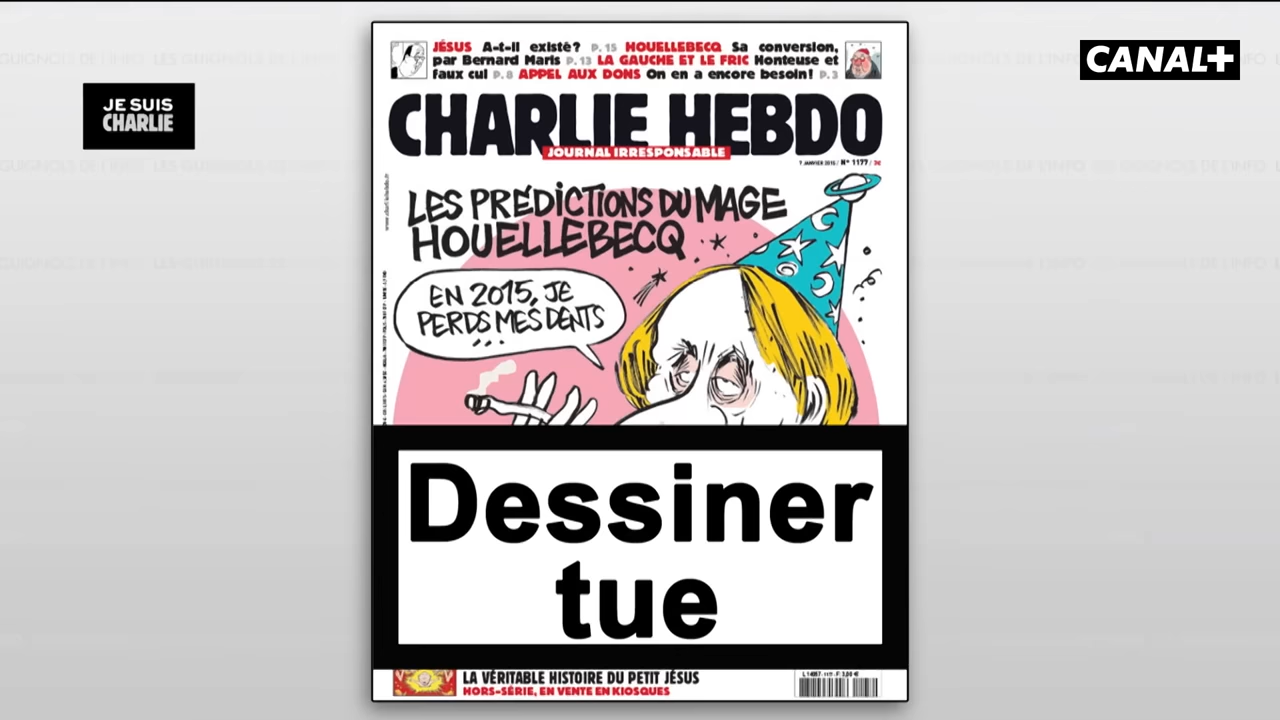 JÉSUS A-t-il existé? P. 15 HOUELLEBECQ Sa conversion,
par Bernard Maris P. 13 LA GAUCHE ET LE FRIC Honteuse et
faux cul P. 8 APPEL AUX DONS On en a encore besoin! P. 3
CANAL+
JE SUIS
CHARLIE
CHARLIE HEBDO
JOURNAL IRRESPONSABLE
7 JANVIER 2015 / N° 1177 / 3€
LES PRÉDICTIONS DU MAGE
HOUELLEBECQ
EN 2015, JE
PERDS MES DENTS
...
Dessiner
tue
LA VÉRITABLE HISTOIRE DU PETIT JÉSUS
HORS-SÉRIE, EN VENTE EN KIOSQUES